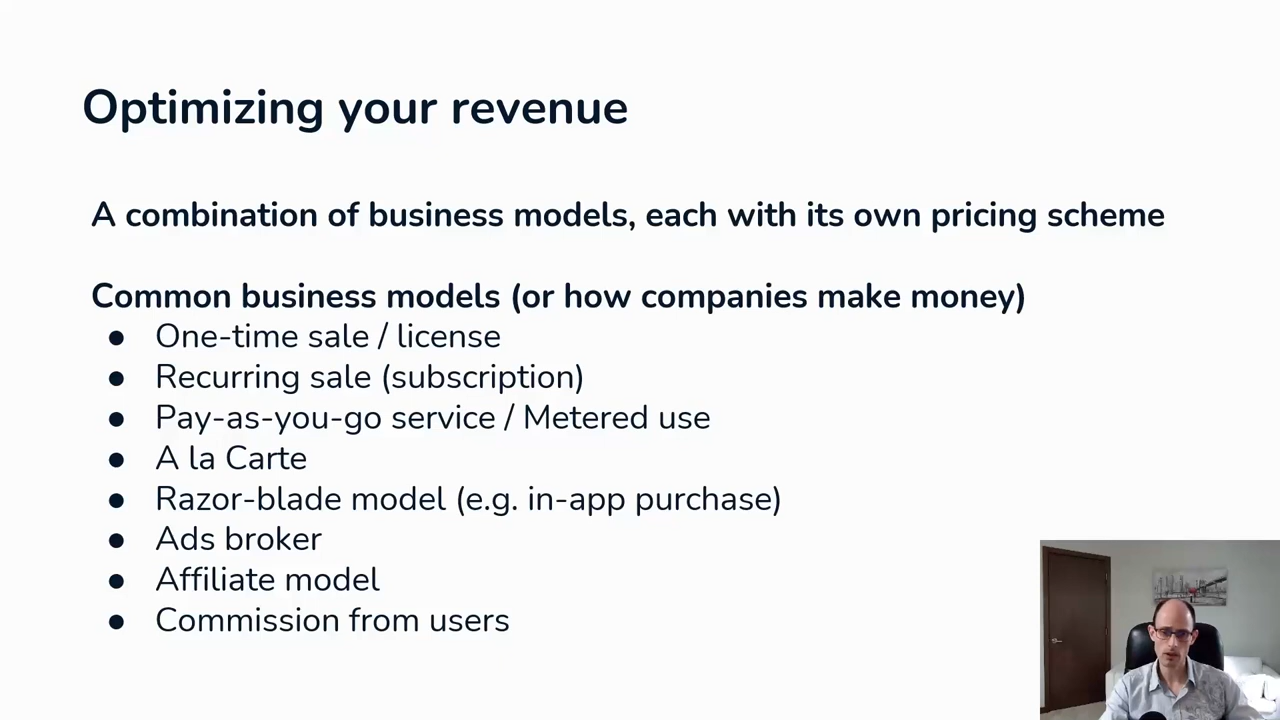 Optimizing your revenue
A combination of business models, each with its own pricing scheme
Common business models (or how companies make money)
● One-time sale / license
● Recurring sale (subscription)
● Pay-as-you-go service / Metered use
● A la Carte
● Razor-blade model (e.g. in-app purchase)
● Ads broker
● Affiliate model
● Commission from users